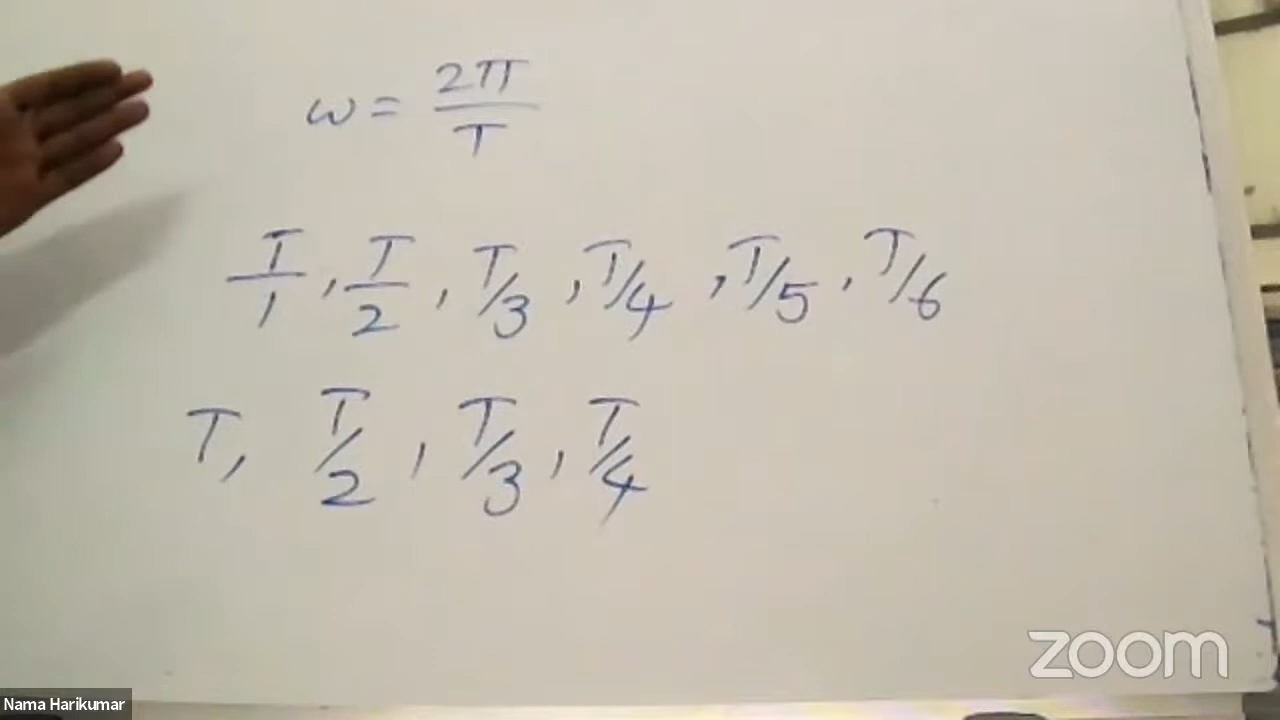 ω = 2π/T
T/1, T/2, T/3, T/4, T/5, T/6
T, T/2, T/3, T/4
zoom
Nama Harikumar